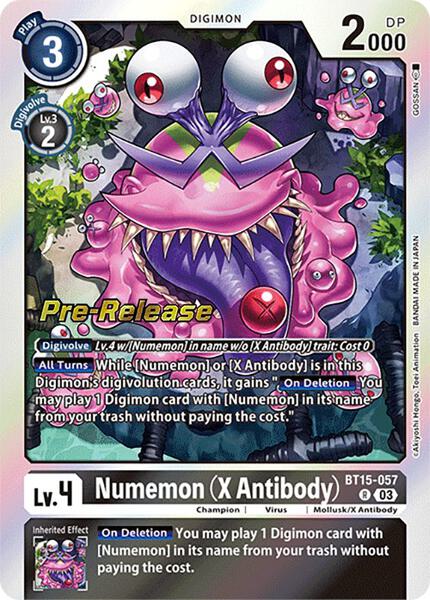 DIGIMON
Play
3
2000
DP
Digivolve
Lv.3
2
GOSSAN
Pre-Release
©Akiyoshi Hongo, Toei Animation BANDAI MADE IN JAPAN
Digivolve Lv.4 w/[Numemon] in name w/o [X Antibody] trait: Cost 0
All Turns While [Numemon] or [X Antibody] is in this
Digimon's digivolution cards, it gains " On Deletion You
may play 1 Digimon card with [Numemon] in its name
from your trash without paying the cost."
Lv.4
Numemon (X Antibody)
BT15-057
R 03
Champion | Virus | Mollusk/X Antibody
Inherited Effect
On Deletion You may play 1 Digimon card with
[Numemon] in its name from your trash without
paying the cost.